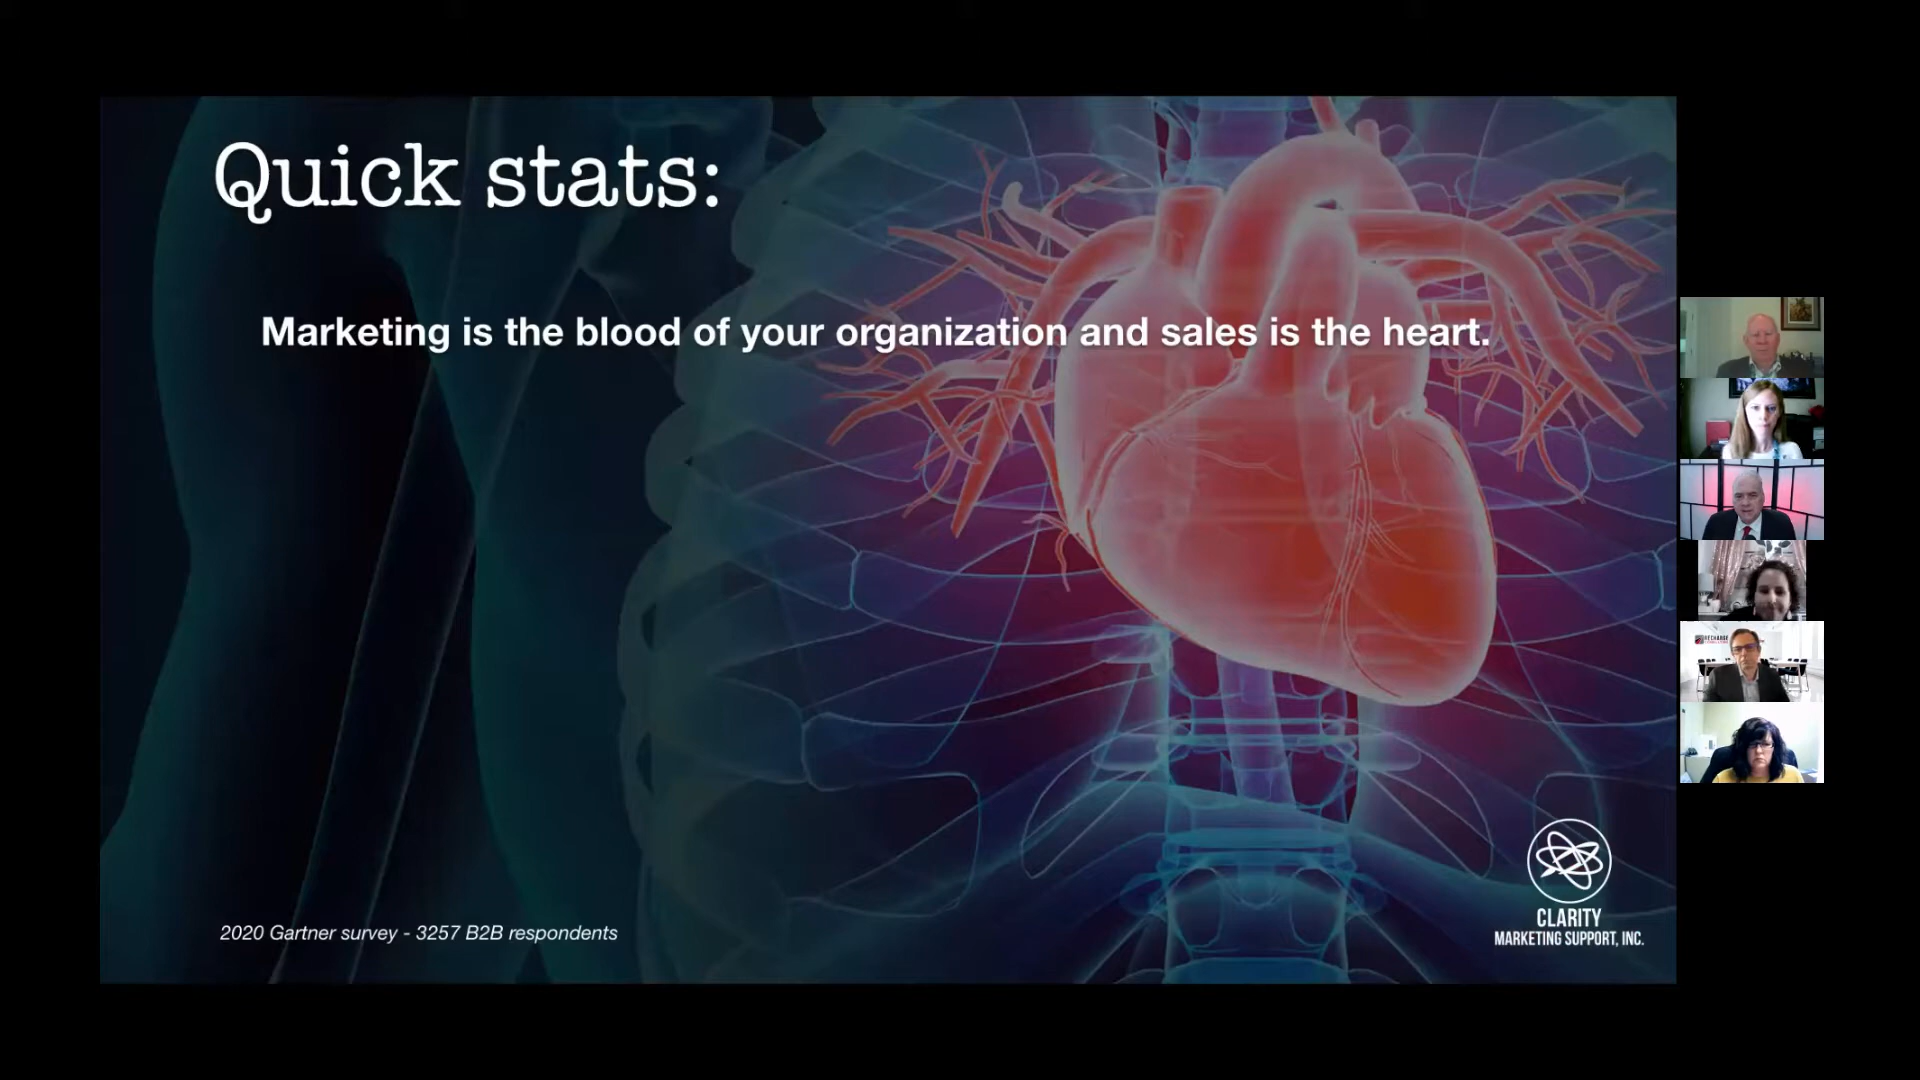 Quick stats:
Marketing is the blood of your organization and sales is the heart.
2020 Gartner survey - 3257 B2B respondents
CLARITY
MARKETING SUPPORT, INC.
RECHARGE